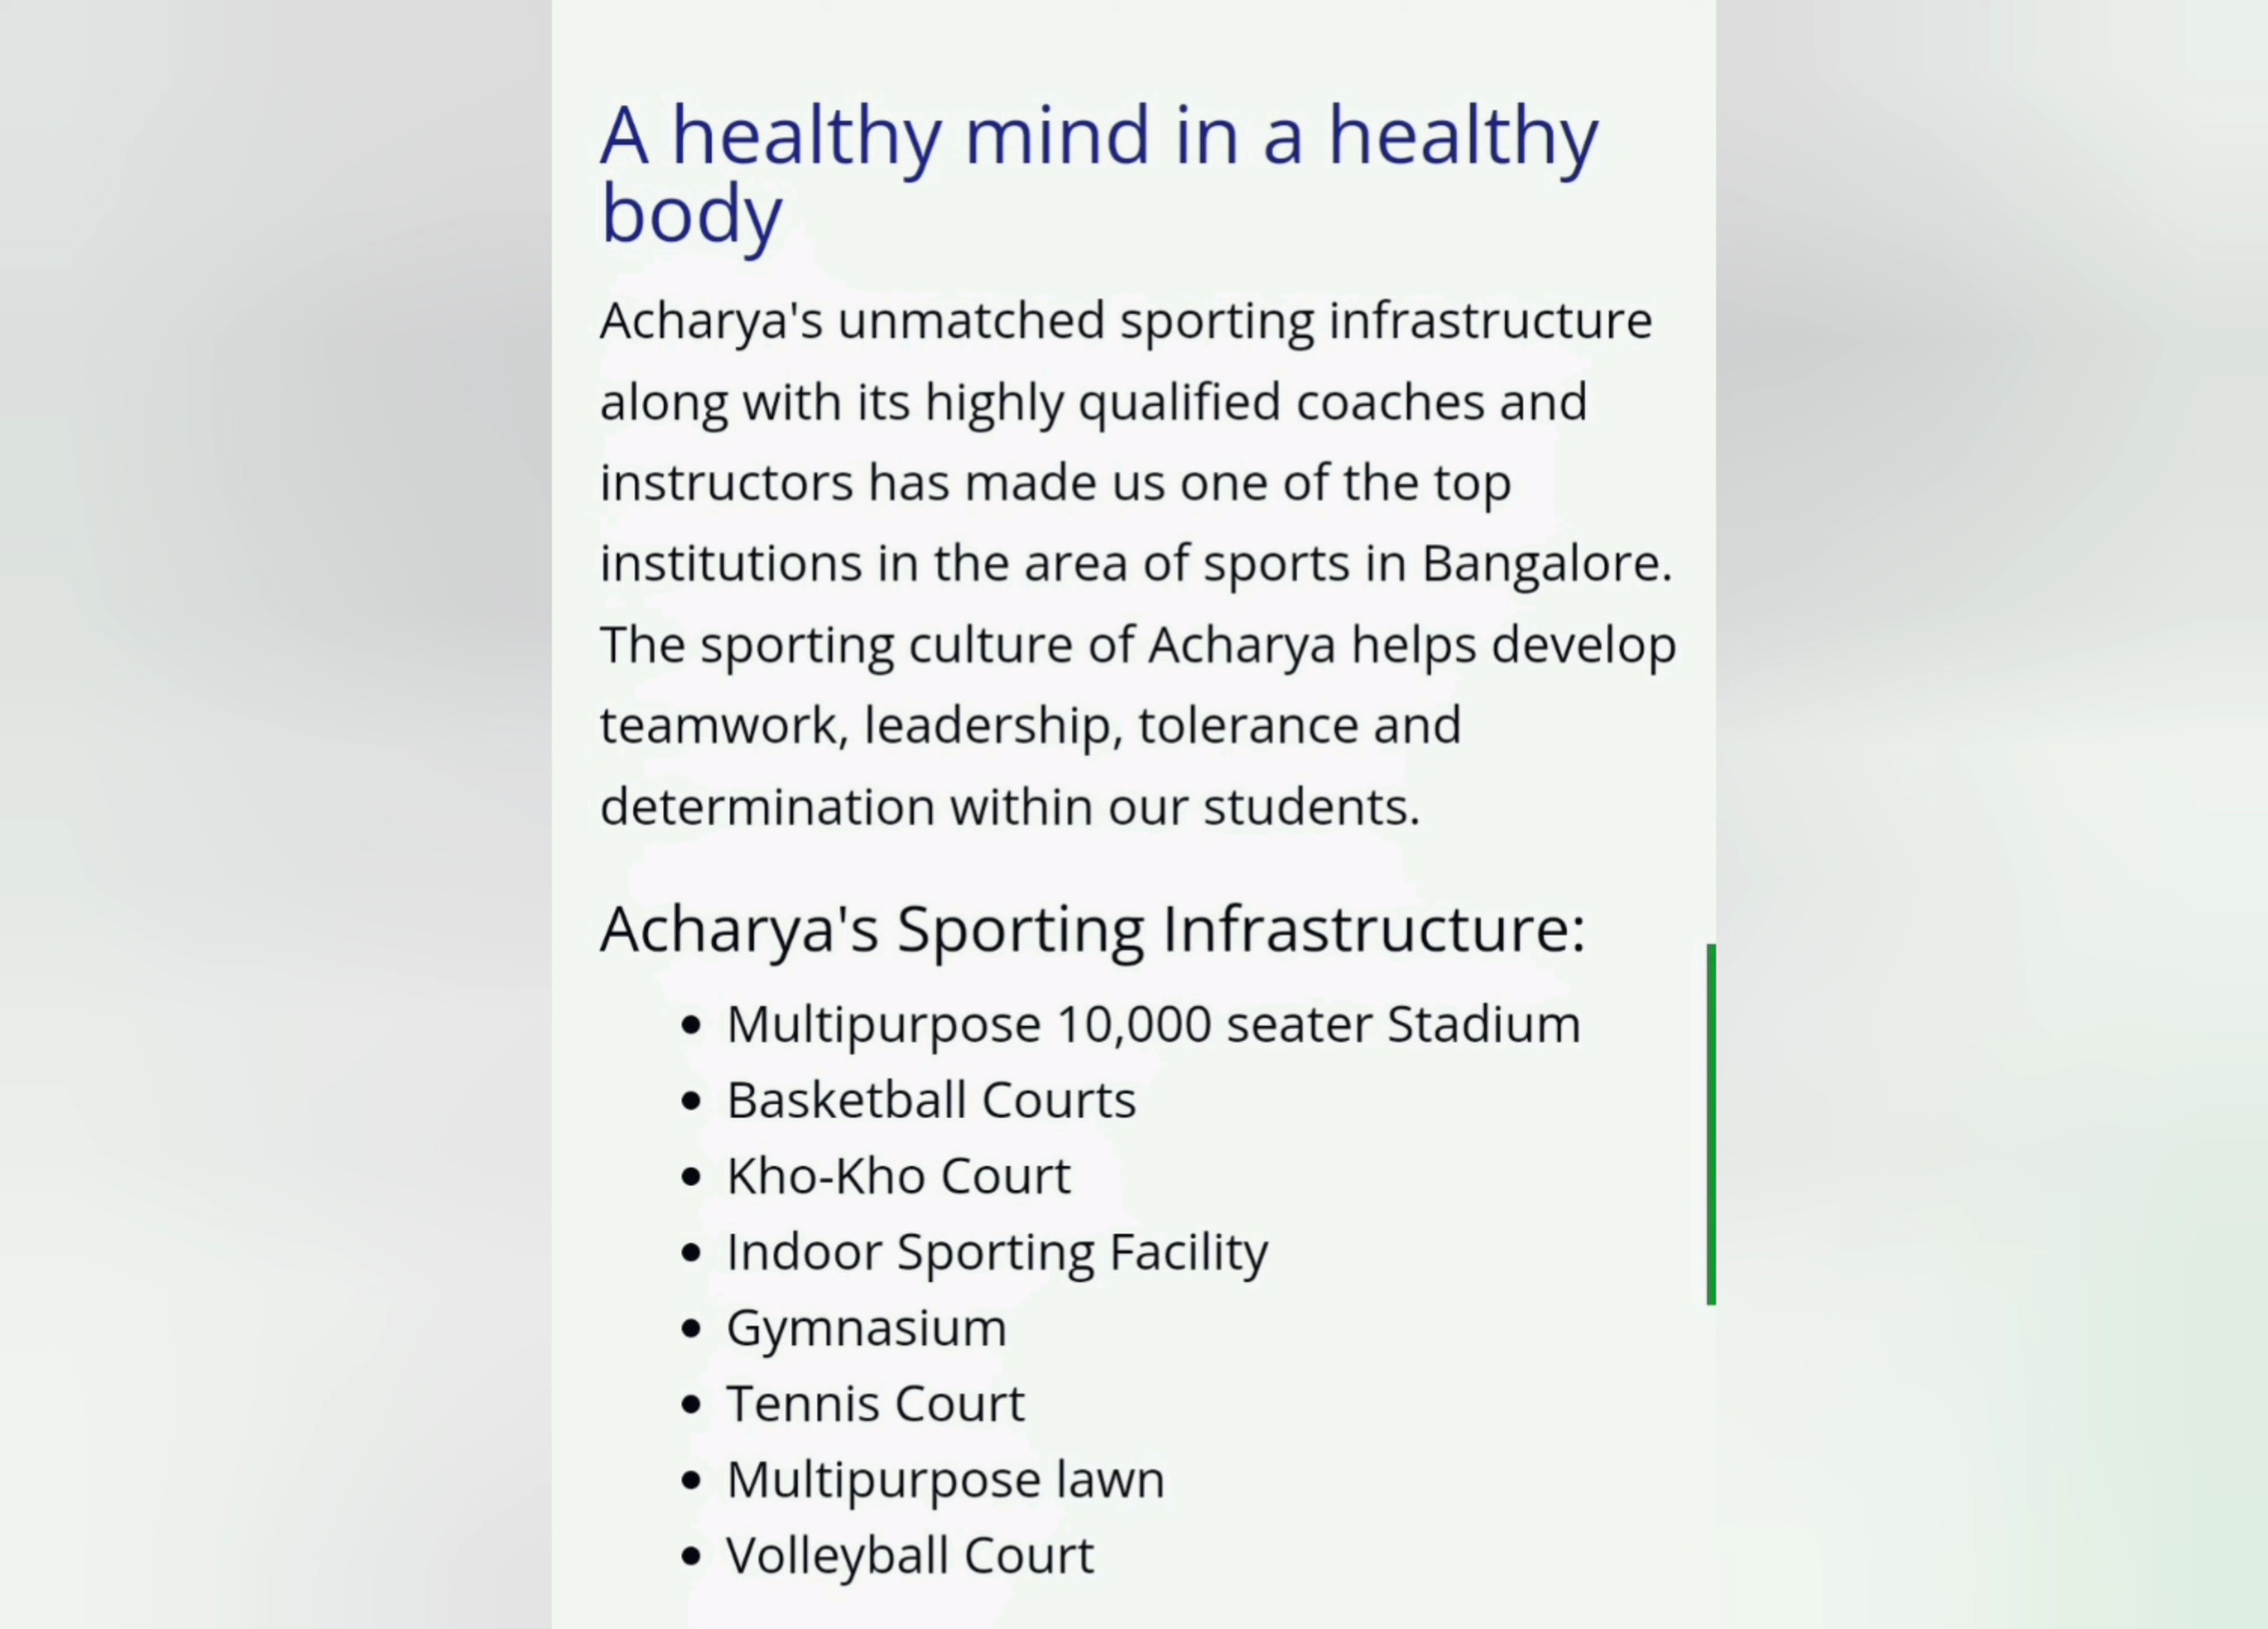 A healthy mind in a healthy
body
Acharya's unmatched sporting infrastructure
along with its highly qualified coaches and
instructors has made us one of the top
institutions in the area of sports in Bangalore.
The sporting culture of Acharya helps develop
teamwork, leadership, tolerance and
determination within our students.
Acharya's Sporting Infrastructure:
• Multipurpose 10,000 seater Stadium
• Basketball Courts
• Kho-Kho Court
• Indoor Sporting Facility
• Gymnasium
• Tennis Court
• Multipurpose lawn
• Volleyball Court